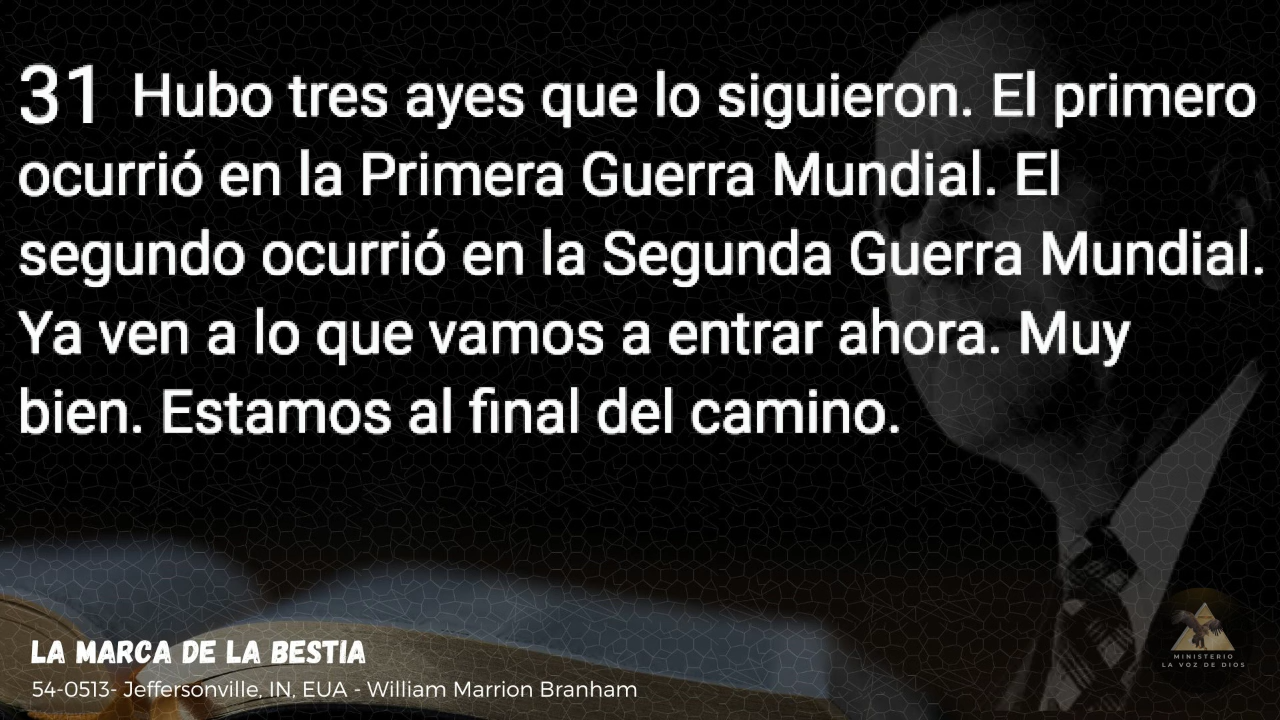 31 Hubo tres ayes que lo siguieron. El primero
ocurrió en la Primera Guerra Mundial. El
segundo ocurrió en la Segunda Guerra Mundial.
Ya ven a lo que vamos a entrar ahora. Muy
bien. Estamos al final del camino.
LA MARCA DE LA BESTIA
54-0513- Jeffersonville, IN, EUA - William Marrion Branham
MINISTERIO
LA VOZ DE DIOS